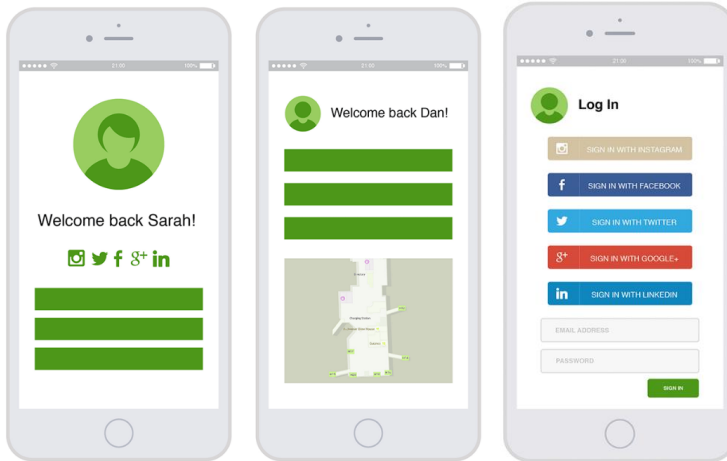 21:00
100%
Welcome back Sarah!
21:00
100%
Welcome back Dan!
21:00
100%
Log In
SIGN IN WITH INSTAGRAM
f SIGN IN WITH FACEBOOK
SIGN IN WITH TWITTER
g+ SIGN IN WITH GOOGLE+
in SIGN IN WITH LINKEDIN
EMAIL ADDRESS
PASSWORD
SIGN IN